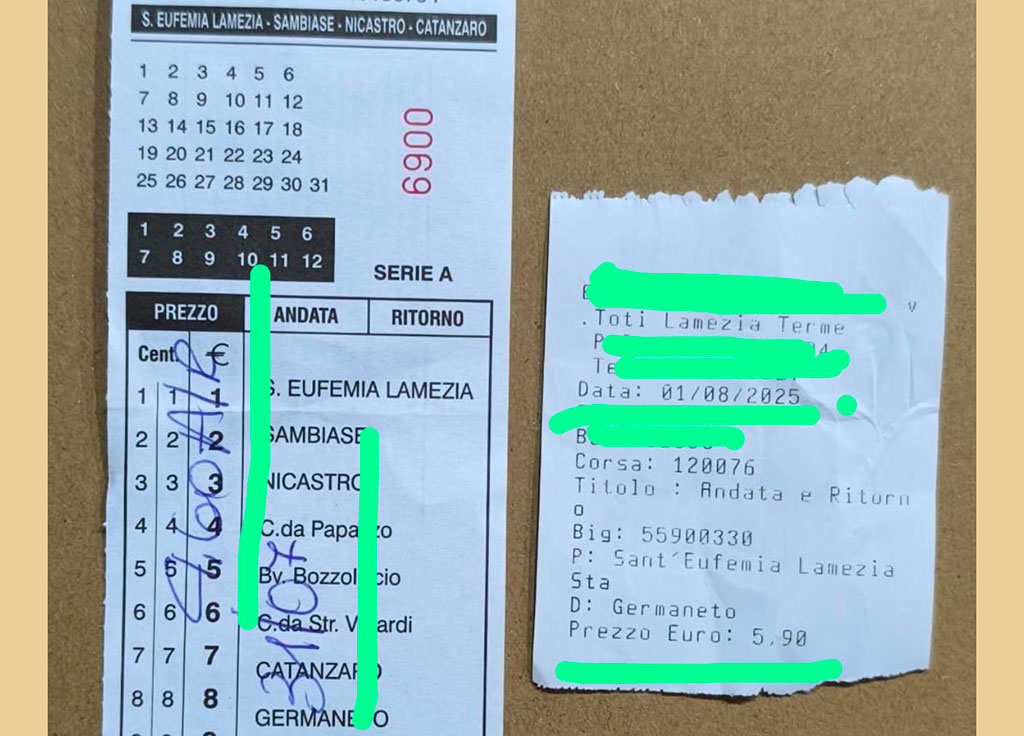 S. EUFEMIA LAMEZIA - SAMBIASE - NICASTRO - CATANZARO
1 2 3 4 5 6
7 8 9 10 11 12
13 14 15 16 17 18
19 20 21 22 23 24
25 26 27 28 29 30 31
6900
1 2 3 4 5 6
7 8 9 10 11 12
SERIE A
PREZZO ANDATA RITORNO
Cent. €
1 1 1 S. EUFEMIA LAMEZIA
2 2 2 SAMBIASE
3 3 3 NICASTRO
4 4 4 C.da Papazzo
5 5 5 Bv.
6 6 6 C.da Str.
7 7 7 CATANZARO
8 8 8 GERMANETO
A/R
31/07
v
.Toti Lamezia Terme
Data: 01/08/2025
Corsa: 120076
Titolo : Andata e Ritorn
o
Big: 55900330
P: Sant´Eufemia Lamezia
Sta
D: Germaneto
Prezzo Euro: 5,90